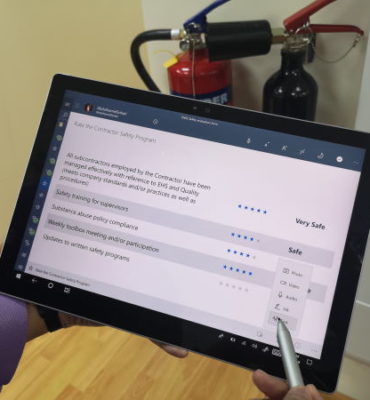 Rate the Contractor Safety Program
All subcontractors employed by the Contractor have been
managed effectively with reference to EHS and Quality
(meets company standards and/or practices as well as
procedures)
Very Safe
Safety training for supervisors
Safe
Substance abuse policy compliance
Weekly toolbox meeting and/or participation
Updates to written safety programs
Photo
Video
Audio
Ink